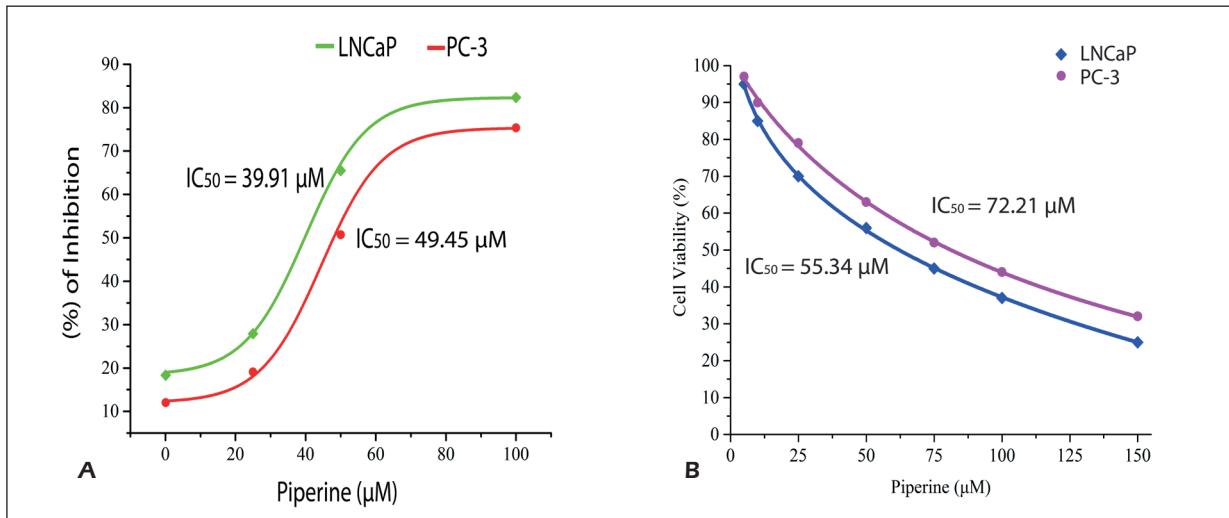 LNCaP PC-3
90
80
70
60
50
40
30
20
10
(%) of Inhibition
IC₅₀ = 39.91 µM
IC₅₀ = 49.45 µM
0 20 40 60 80 100
Piperine (µM)
A
LNCaP
PC-3
100
90
80
70
60
50
40
30
20
10
0
Cell Viability (%)
IC₅₀ = 72.21 µM
IC₅₀ = 55.34 µM
0 25 50 75 100 125 150
Piperine (µM)
B